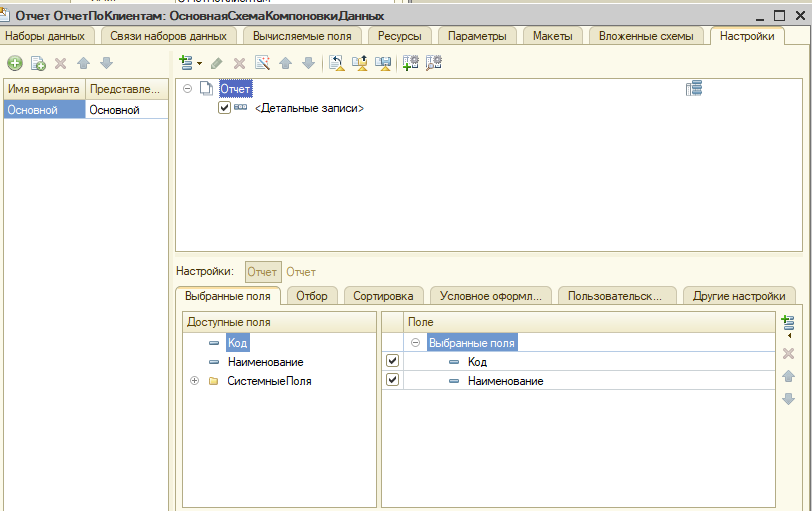 Отчет ОтчетПоКлиентам: ОсновнаяСхемаКомпоновкиДанных
Наборы данных
Связи наборов данных
Вычисляемые поля
Ресурсы
Параметры
Макеты
Вложенные схемы
Настройки
Имя варианта
Представле...
Основной
Основной
Отчет
<Детальные записи>
Настройки:
Отчет
Отчет
Выбранные поля
Отбор
Сортировка
Условное оформл...
Пользовательск...
Другие настройки
Доступные поля
Код
Наименование
СистемныеПоля
Поле
Выбранные поля
Код
Наименование